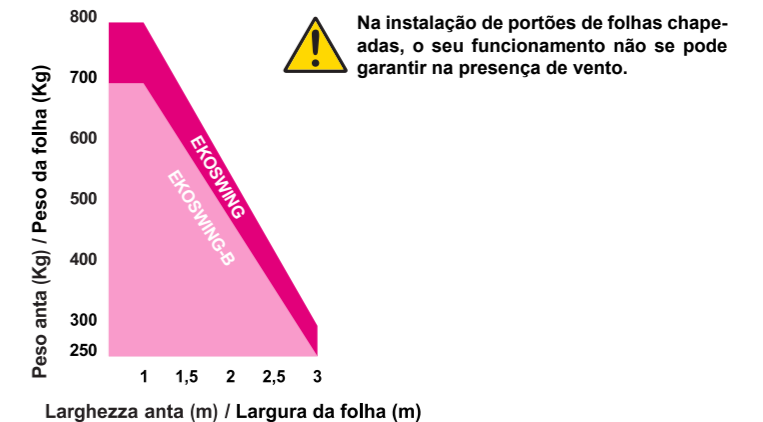 Na instalação de portões de folhas chape-
adas, o seu funcionamento não se pode
garantir na presença de vento.
Peso anta (Kg) / Peso da folha (Kg)
800
700
600
500
400
300
250
EKOSWING
EKOSWING-B
1 1,5 2 2,5 3
Larghezza anta (m) / Largura da folha (m)